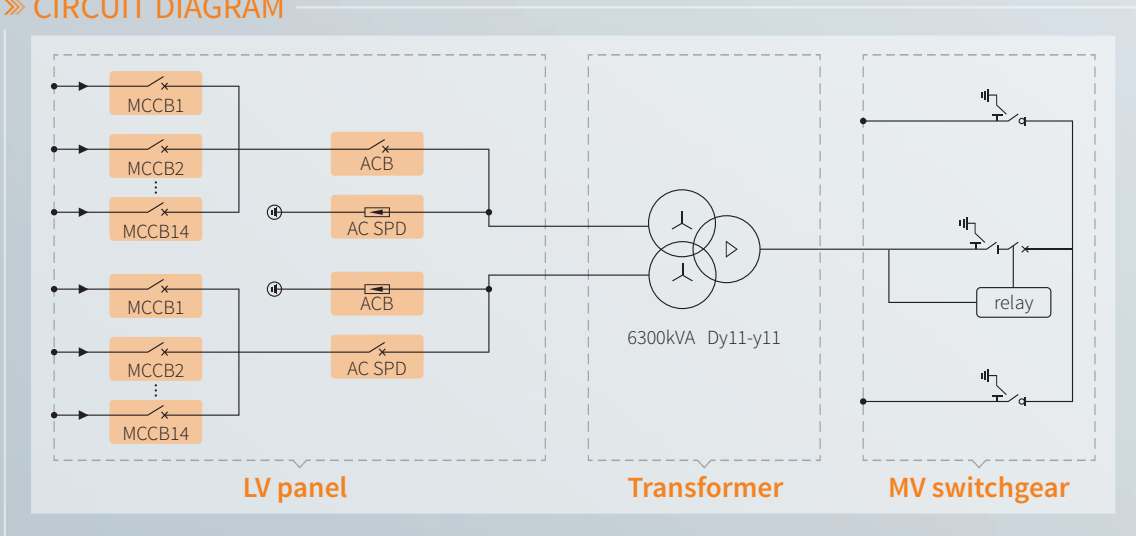 » CIRCUIT DIAGRAM
MCCB1
MCCB2
MCCB14
ACB
AC SPD
MCCB1
MCCB2
MCCB14
ACB
AC SPD
6300kVA Dy11-y11
relay
LV panel
Transformer
MV switchgear